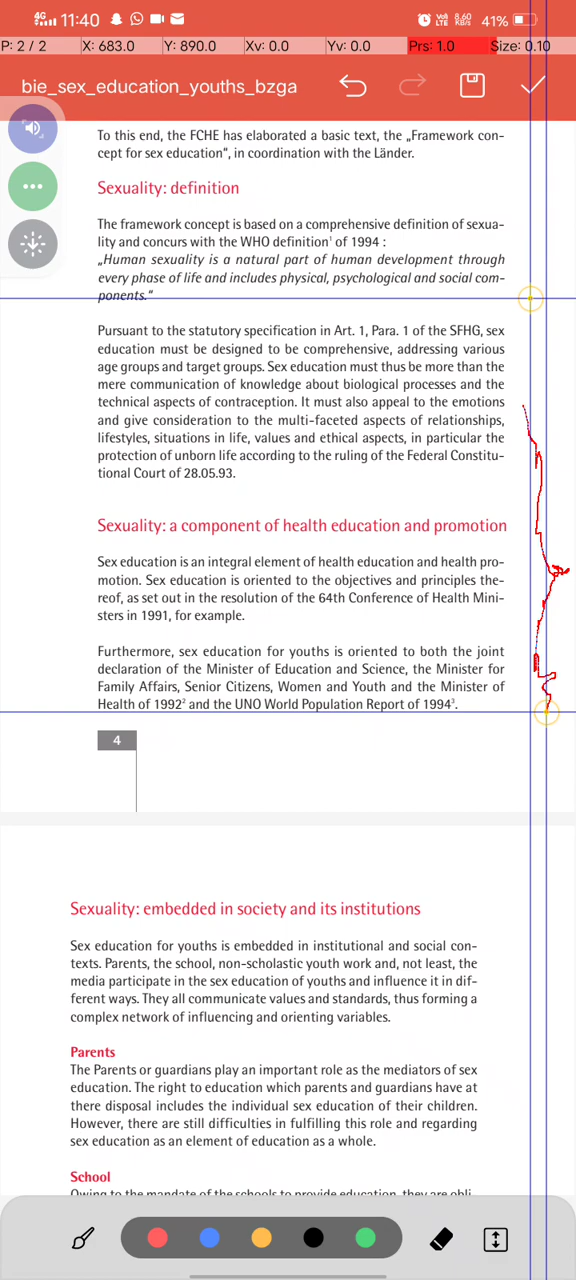 4G 11:40 Vo) LTE 8.60 KB/s 41%
P: 2 / 2 X: 683.0 Y: 890.0 Xv: 0.0 Yv: 0.0 Prs: 1.0 Size: 0.10
bie_sex_education_youths_bzga
To this end, the FCHE has elaborated a basic text, the „Framework con-
cept for sex education“, in coordination with the Länder.
Sexuality: definition
The framework concept is based on a comprehensive definition of sexua-
lity and concurs with the WHO definition¹ of 1994 :
„Human sexuality is a natural part of human development through
every phase of life and includes physical, psychological and social com-
ponents.“
Pursuant to the statutory specification in Art. 1, Para. 1 of the SFHG, sex
education must be designed to be comprehensive, addressing various
age groups and target groups. Sex education must thus be more than the
mere communication of knowledge about biological processes and the
technical aspects of contraception. It must also appeal to the emotions
and give consideration to the multi-faceted aspects of relationships,
lifestyles, situations in life, values and ethical aspects, in particular the
protection of unborn life according to the ruling of the Federal Constitu-
tional Court of 28.05.93.
Sexuality: a component of health education and promotion
Sex education is an integral element of health education and health pro-
motion. Sex education is oriented to the objectives and principles the-
reof, as set out in the resolution of the 64th Conference of Health Mini-
sters in 1991, for example.
Furthermore, sex education for youths is oriented to both the joint
declaration of the Minister of Education and Science, the Minister for
Family Affairs, Senior Citizens, Women and Youth and the Minister of
Health of 1992² and the UNO World Population Report of 1994³.
4
Sexuality: embedded in society and its institutions
Sex education for youths is embedded in institutional and social con-
texts. Parents, the school, non-scholastic youth work and, not least, the
media participate in the sex education of youths and influence it in dif-
ferent ways. They all communicate values and standards, thus forming a
complex network of influencing and orienting variables.
Parents
The Parents or guardians play an important role as the mediators of sex
education. The right to education which parents and guardians have at
there disposal includes the individual sex education of their children.
However, there are still difficulties in fulfilling this role and regarding
sex education as an element of education as a whole.
School
Owing to the mandate of the schools to provide education, they are obli-